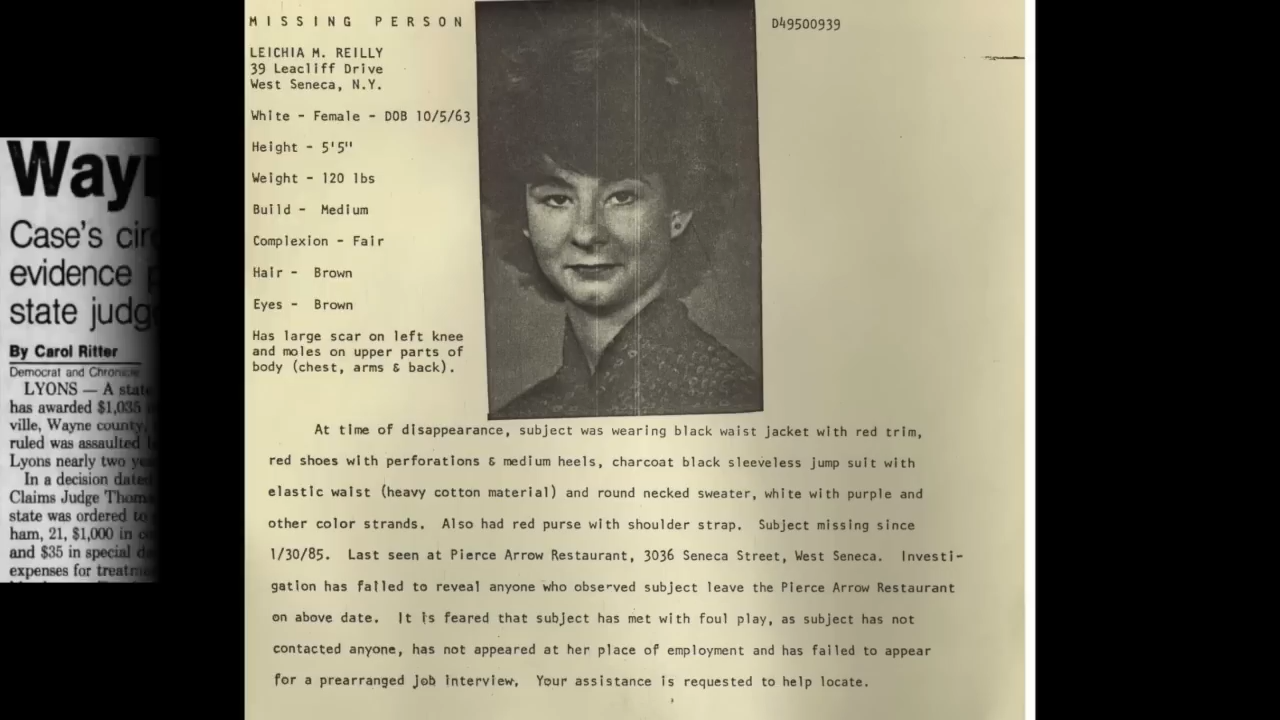 Way
Case's
evidence
state
By Carol Ritter
Democrat and Chronicle
LYONS — A state
has awarded $1,035
ville, Wayne county,
ruled was assaulted
Lyons nearly two
In a decision dated
Claims Judge
state was ordered to
ham, 21, $1,000 in
and $35 in special
expenses for
MISSING PERSON
D49500939
LEICHIA M. REILLY
39 Leacliff Drive
West Seneca, N.Y.
White - Female - DOB 10/5/63
Height - 5'5"
Weight - 120 lbs
Build - Medium
Complexion - Fair
Hair - Brown
Eyes - Brown
Has large scar on left knee
and moles on upper parts of
body (chest, arms & back).
At time of disappearance, subject was wearing black waist jacket with red trim,
red shoes with perforations & medium heels, charcoat black sleeveless jump suit with
elastic waist (heavy cotton material) and round necked sweater, white with purple and
other color strands. Also had red purse with shoulder strap. Subject missing since
1/30/85. Last seen at Pierce Arrow Restaurant, 3036 Seneca Street, West Seneca. Investi-
gation has failed to reveal anyone who observed subject leave the Pierce Arrow Restaurant
on above date. It is feared that subject has met with foul play, as subject has not
contacted anyone, has not appeared at her place of employment and has failed to appear
for a prearranged job interview. Your assistance is requested to help locate.